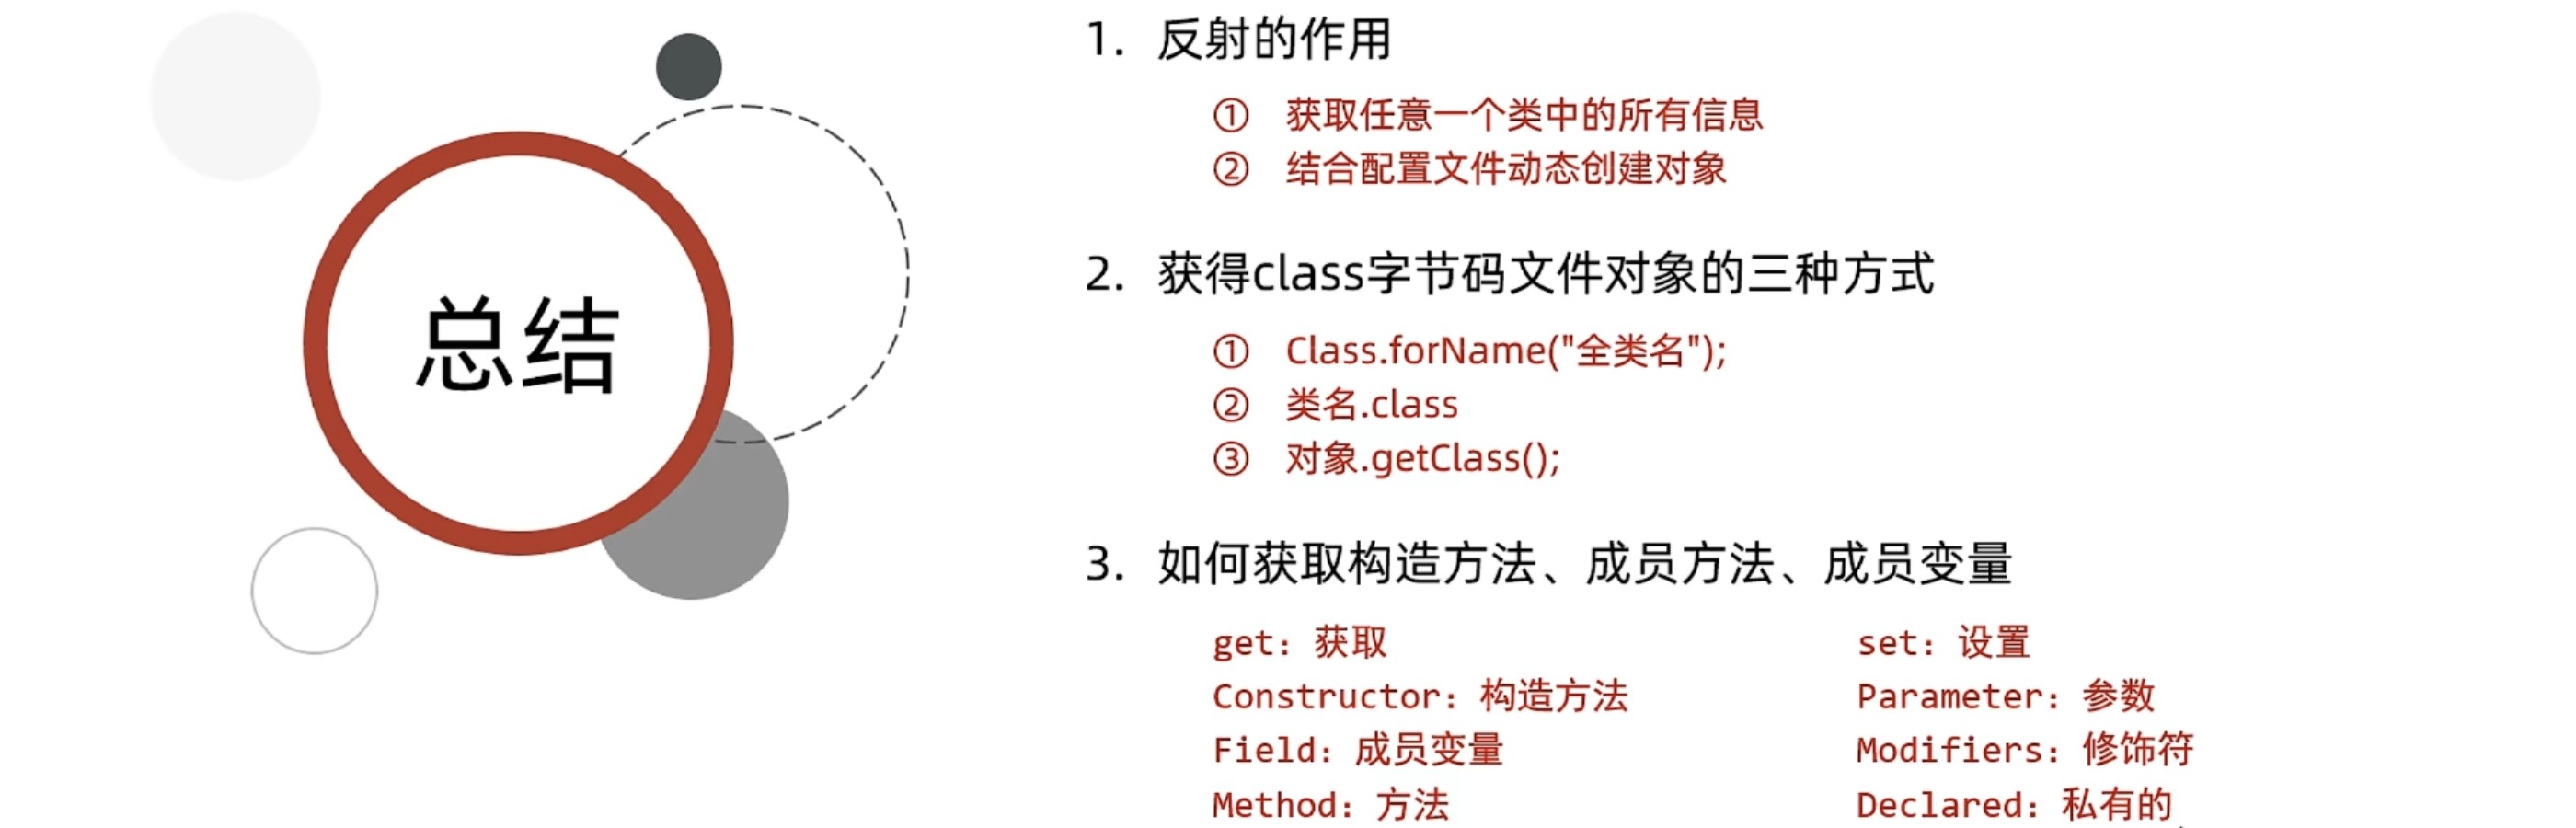 总结
1. 反射的作用
① 获取任意一个类中的所有信息
② 结合配置文件动态创建对象
2. 获得class字节码文件对象的三种方式
① Class.forName("全类名");
② 类名.class
③ 对象.getClass();
3. 如何获取构造方法、成员方法、成员变量
get：获取 set：设置
Constructor：构造方法 Parameter：参数
Field：成员变量 Modifiers：修饰符
Method：方法 Declared：私有的